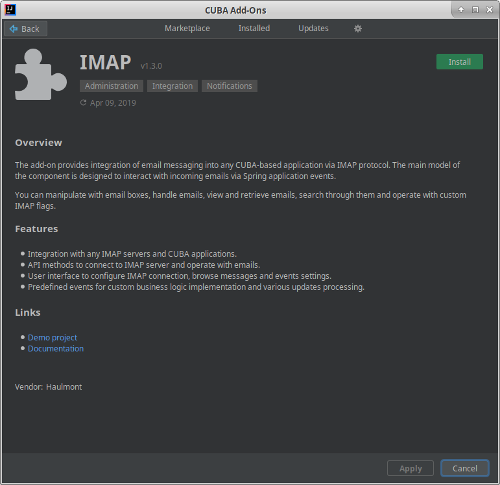 CUBA Add-Ons
Back
Marketplace
Installed
Updates
IMAP v1.3.0
Install
Administration
Integration
Notifications
Apr 09, 2019
Overview
The add-on provides integration of email messaging into any CUBA-based application via IMAP protocol. The main model of
the component is designed to interact with incoming emails via Spring application events.
You can manipulate with email boxes, handle emails, view and retrieve emails, search through them and operate with custom
IMAP flags.
Features
Integration with any IMAP servers and CUBA applications.
API methods to connect to IMAP server and operate with emails.
User interface to configure IMAP connection, browse messages and events settings.
Predefined events for custom business logic implementation and various updates processing.
Links
Demo project
Documentation
Vendor: Haulmont
Apply
Cancel